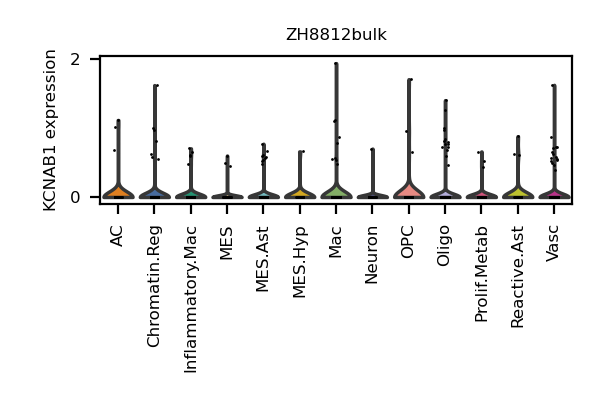 ZH8812bulk
KCNAB1 expression
2
0
AC
Chromatin.Reg
Inflammatory.Mac
MES
MES.Ast
MES.Hyp
Mac
Neuron
OPC
Oligo
Prolif.Metab
Reactive.Ast
Vasc